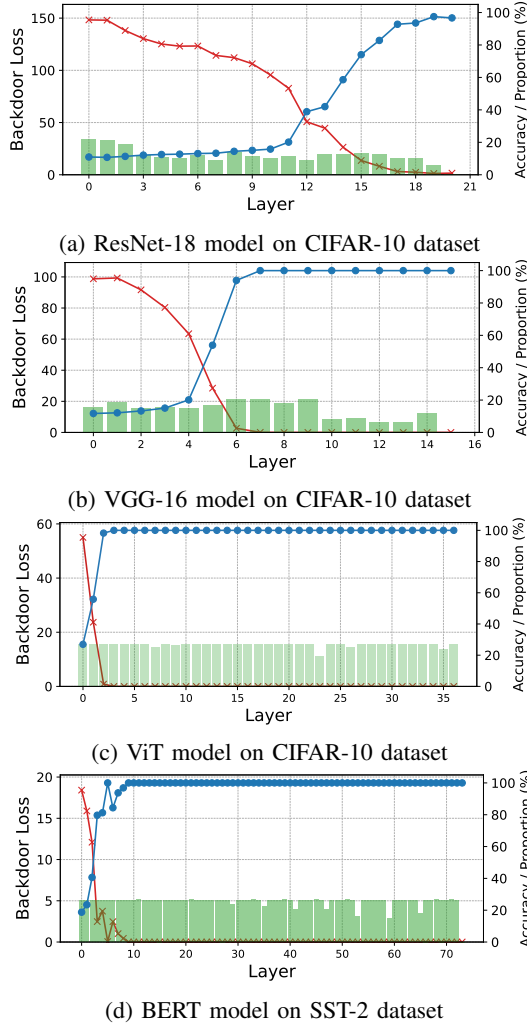 150
100
50
0
Backdoor Loss
100
80
60
40
20
0
Accuracy / Proportion (%)
0 3 6 9 12 15 18 21
Layer
(a) ResNet-18 model on CIFAR-10 dataset
100
80
60
40
20
0
Backdoor Loss
100
80
60
40
20
0
Accuracy / Proportion (%)
0 2 4 6 8 10 12 14 16
Layer
(b) VGG-16 model on CIFAR-10 dataset
60
40
20
0
Backdoor Loss
100
80
60
40
20
0
Accuracy / Proportion (%)
0 5 10 15 20 25 30 35
Layer
(c) ViT model on CIFAR-10 dataset
20
15
10
5
0
Backdoor Loss
100
80
60
40
20
0
Accuracy / Proportion (%)
0 10 20 30 40 50 60 70
Layer
(d) BERT model on SST-2 dataset